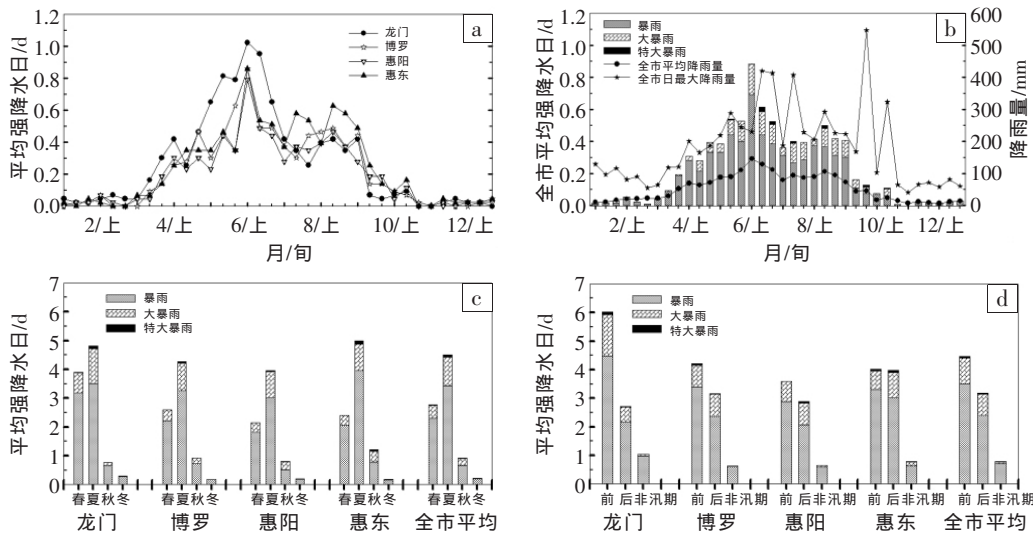 a
龙门
博罗
惠阳
惠东
平均强降水日/d
1.2
1.0
0.8
0.6
0.4
0.2
0.0
2/上 4/上 6/上 8/上 10/上 12/上
月/旬
b
暴雨
大暴雨
特大暴雨
全市平均降雨量
全市日最大降雨量
全市平均强降水日/d
1.2
1.0
0.8
0.6
0.4
0.2
0.0
600
500
400
300
200
100
0
降雨量/mm
2/上 4/上 6/上 8/上 10/上 12/上
月/旬
c
暴雨
大暴雨
特大暴雨
平均强降水日/d
7
6
5
4
3
2
1
0
春夏秋冬 春夏秋冬 春夏秋冬 春夏秋冬 春夏秋冬
龙门 博罗 惠阳 惠东 全市平均
d
暴雨
大暴雨
特大暴雨
平均强降水日/d
7
6
5
4
3
2
1
0
前 后非汛期 前 后非汛期 前 后非汛期 前 后非汛期 前 后非汛期
龙门 博罗 惠阳 惠东 全市平均